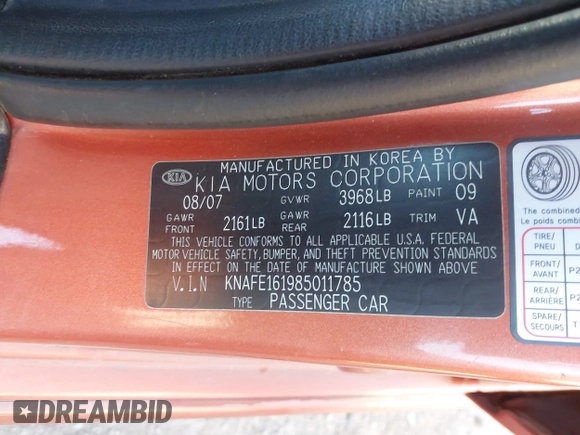 MANUFACTURED IN KOREA BY
KIA KIA MOTORS CORPORATION
08/07 GVWR 3968LB PAINT 09
GAWR FRONT 2161LB GAWR REAR 2116LB TRIM VA
THIS VEHICLE CONFORMS TO ALL APPLICABLE U.S.A. FEDERAL
MOTOR VEHICLE SAFETY, BUMPER, AND THEFT PREVENTION STANDARDS
IN EFFECT ON THE DATE OF MANUFACTURE SHOWN ABOVE
V.I.N KNAFE161985011785
TYPE PASSENGER CAR
The combined
Le poids comb
TIRE/
PNEU
FRONT/
AVANT
REAR/
ARRIÈRE
SPARE/
SECOURS
DREAMBID